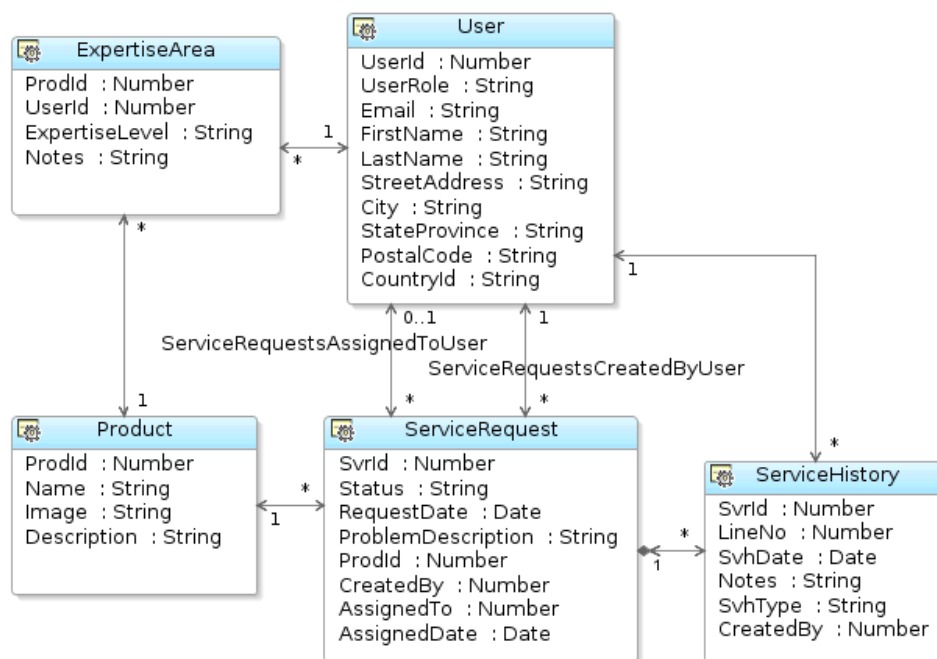 ExpertiseArea
ProdId : Number
UserId : Number
ExpertiseLevel : String
Notes : String
User
UserId : Number
UserRole : String
Email : String
FirstName : String
LastName : String
StreetAddress : String
City : String
StateProvince : String
PostalCode : String
CountryId : String
1
*
*
1
0..1
1
ServiceRequestsAssignedToUser
ServiceRequestsCreatedByUser
1
*
*
*
Product
ProdId : Number
Name : String
Image : String
Description : String
*
1
ServiceRequest
SvrId : Number
Status : String
RequestDate : Date
ProblemDescription : String
ProdId : Number
CreatedBy : Number
AssignedTo : Number
AssignedDate : Date
*
1
ServiceHistory
SvrId : Number
LineNo : Number
SvhDate : Date
Notes : String
SvhType : String
CreatedBy : Number